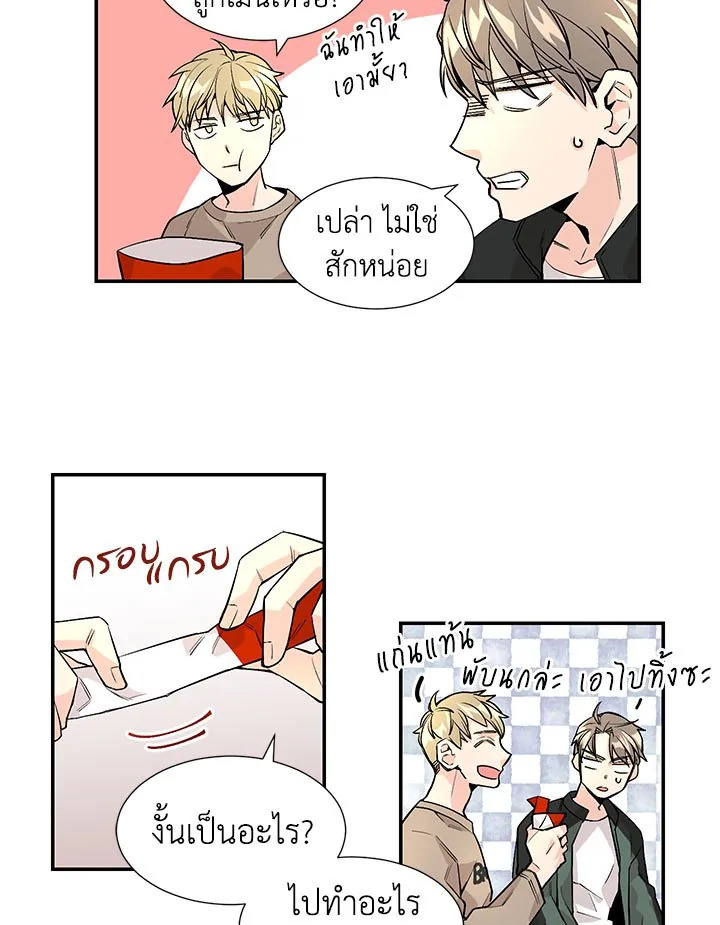 ฉันทำให้
เอามั้ยา
เปล่า ไม่ใช่
สักหน่อย
กรอบแกรบ
แถ่นแท้น
พับนกล่ะ เอาไปทิ้งซะ
งั้นเป็นอะไร?
ไปทำอะไร